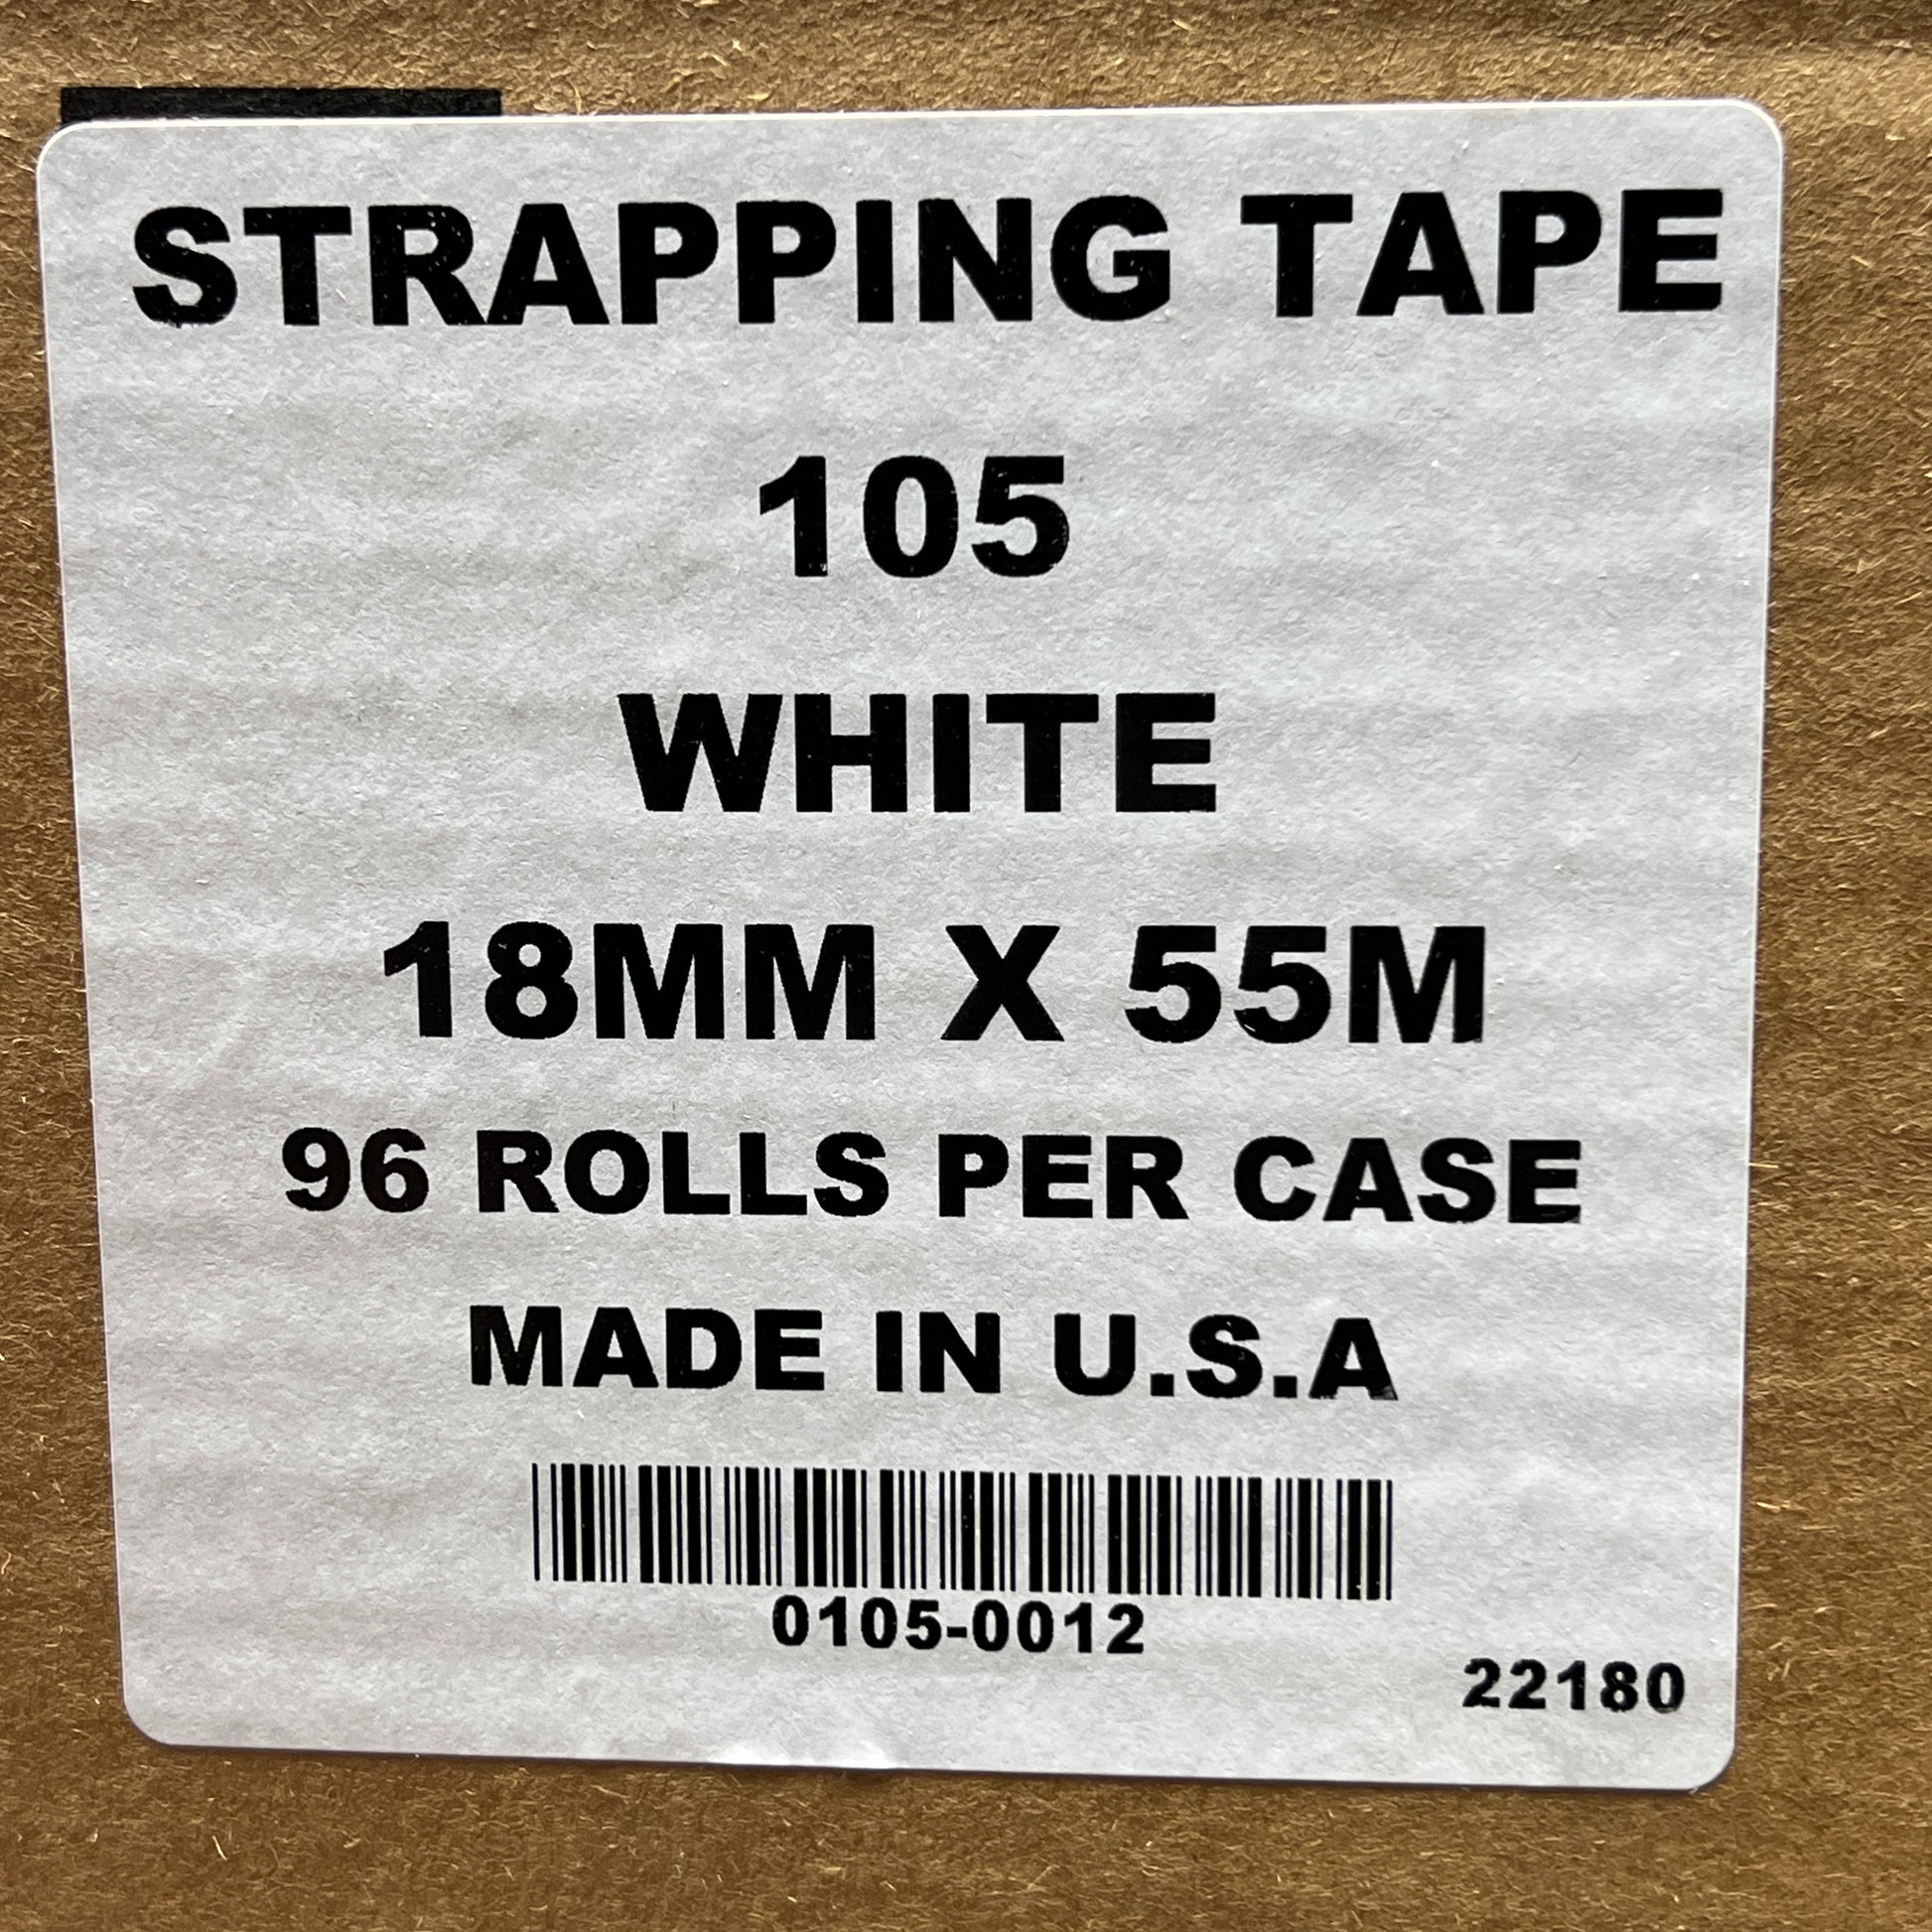 STRAPPING TAPE
105
WHITE
18MM X 55M
96 ROLLS PER CASE
MADE IN U.S.A
0105-0012
22180